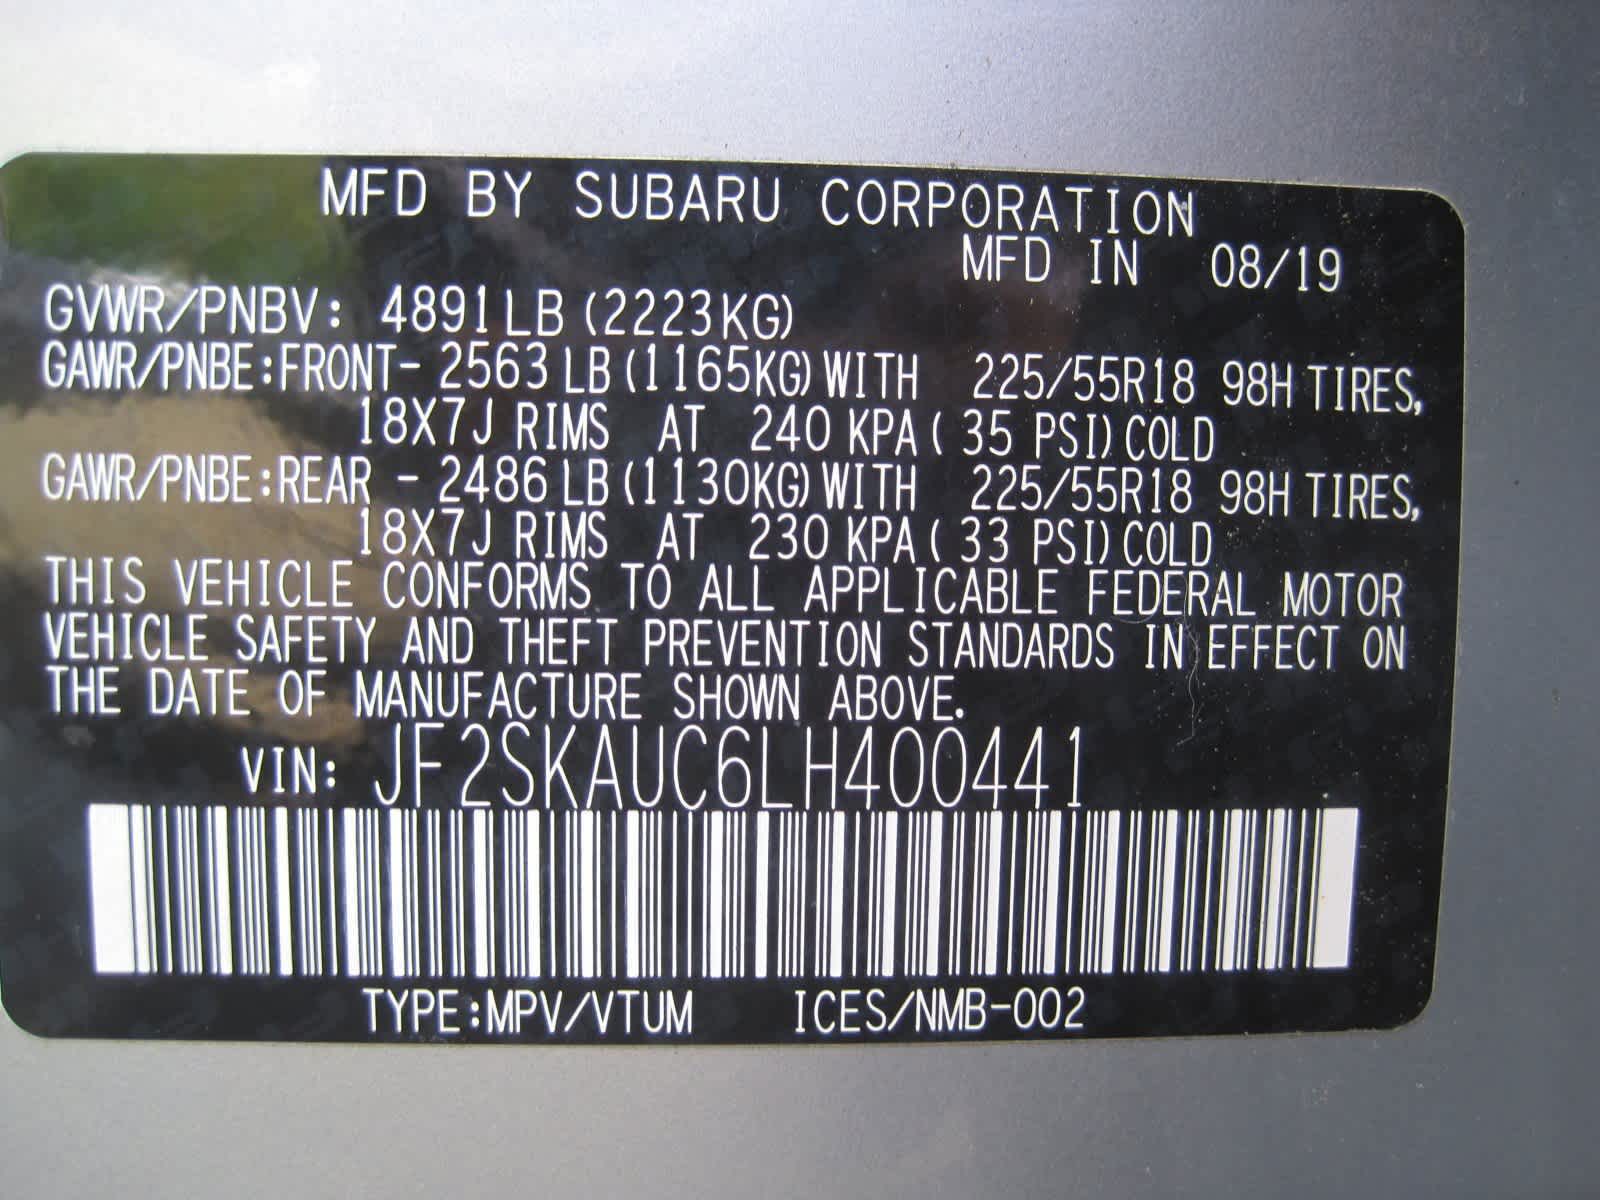 MFD BY SUBARU CORPORATION
MFD IN 08/19
GVWR/PNBV: 4891LB (2223KG)
GAWR/PNBE:FRONT- 2563 LB (1165KG) WITH 225/55R18 98H TIRES,
18X7J RIMS AT 240 KPA ( 35 PSI) COLD
GAWR/PNBE:REAR - 2486 LB (1130KG) WITH 225/55R18 98H TIRES,
18X7J RIMS AT 230 KPA ( 33 PSI) COLD
THIS VEHICLE CONFORMS TO ALL APPLICABLE FEDERAL MOTOR
VEHICLE SAFETY AND THEFT PREVENTION STANDARDS IN EFFECT ON
THE DATE OF MANUFACTURE SHOWN ABOVE.
VIN: JF2SKAUC6LH400441
TYPE:MPV/VTUM ICES/NMB-002